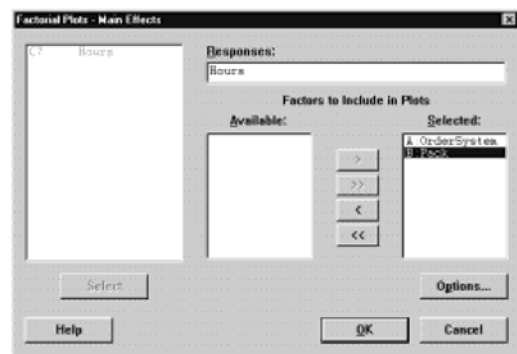 Factorial Plots - Main Effects
C7 Hours
Responses:
Hours
Factors to Include in Plots
Available:
Selected:
A:OrderSystem
B:Pack
>
>>
<
<<
Select
Options...
Help
OK
Cancel